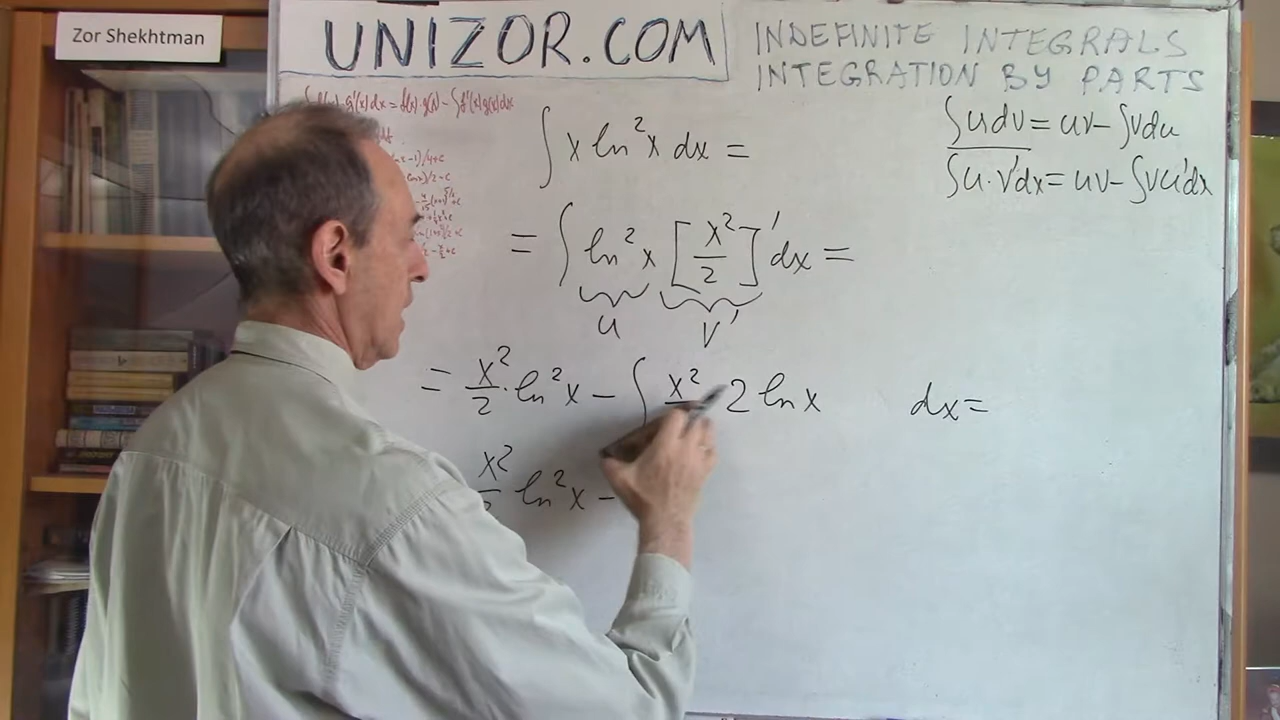 Zor Shekhtman
UNIZOR.COM
INDEFINITE INTEGRALS
INTEGRATION BY PARTS
∫u dv = uv - ∫v du
∫u·v'dx = uv - ∫vu'dx
∫x ln²x dx =
= ∫ ln²x [x²/2]' dx =
u v'
= x²/2 · ln²x - ∫ x² 2 ln x dx =
x² ln²x -